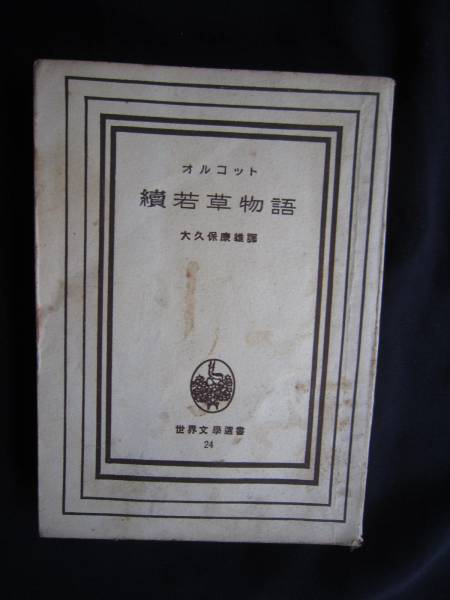 オルコット
續若草物語
大久保康雄譯
世界文學選書
24